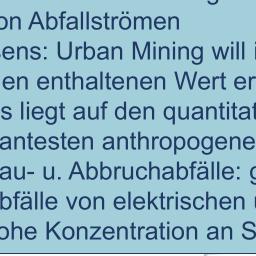 on Abfallströmen
sens: Urban Mining will
en enthaltenen Wert er
s liegt auf den quantitat
antesten anthropogene
au- u. Abbruchabfälle: g
bfälle von elektrischen
ohe Konzentration an S